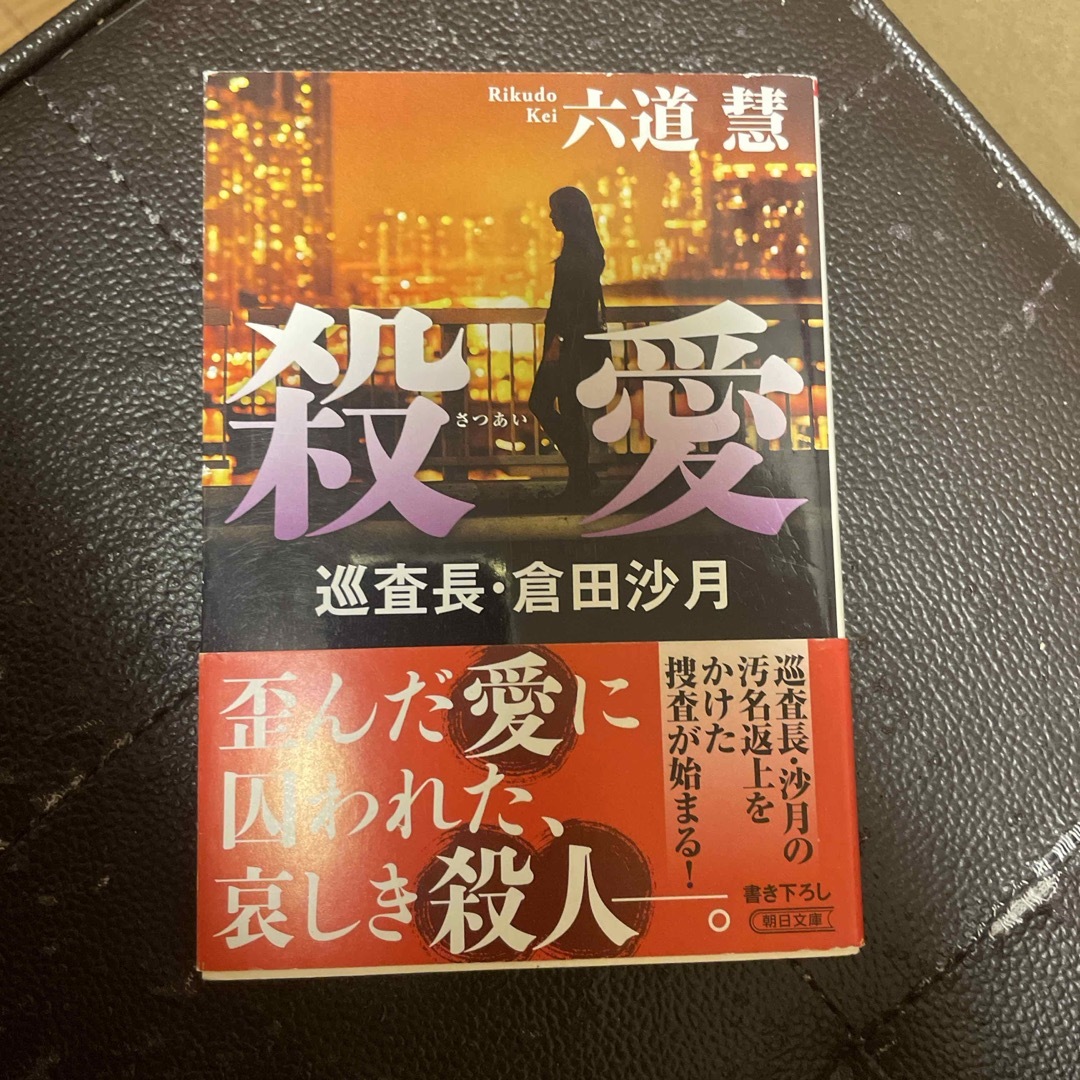 Rikudo
Kei
六道 慧
殺愛
さつあい
巡査長・倉田沙月
歪んだ愛に
囚われた、
哀しき殺人――。
巡査長・沙月の
汚名返上を
かけた
捜査が始まる!
書き下ろし
朝日文庫